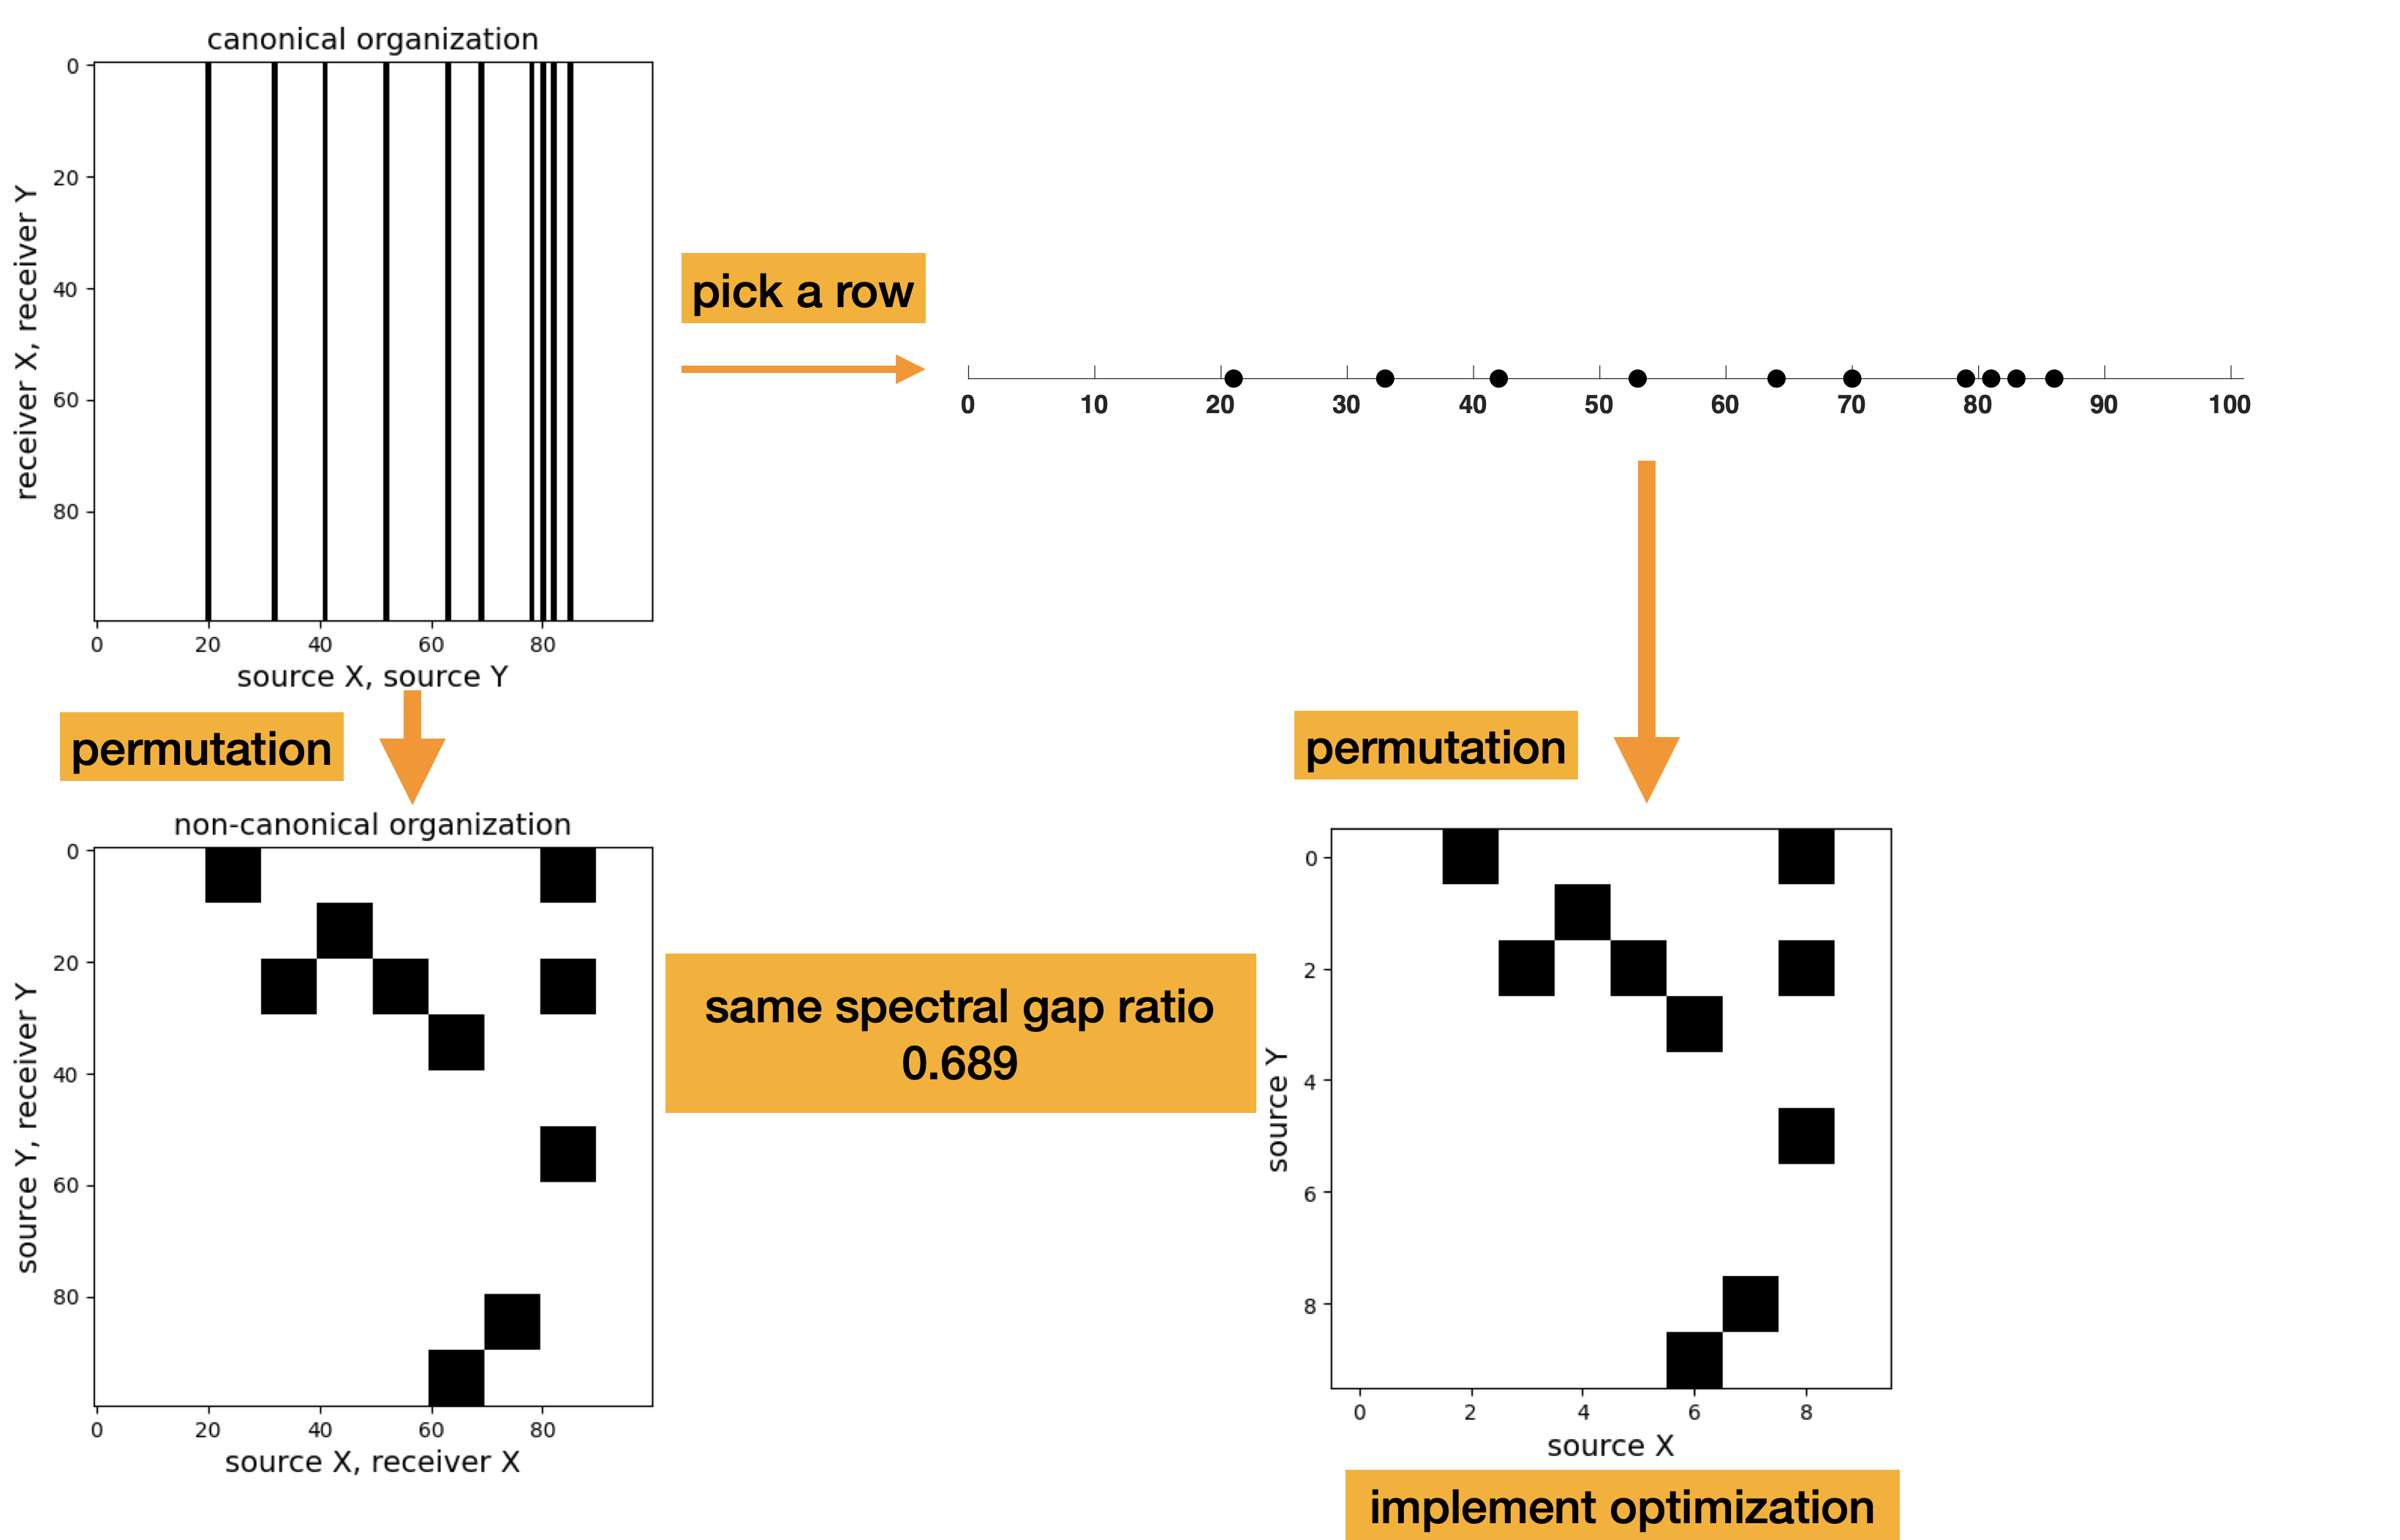 canonical organization
0
20
40
60
80
receiver X, receiver Y
0 20 40 60 80
source X, source Y
pick a row
0 10 20 30 40 50 60 70 80 90 100
permutation
permutation
non-canonical organization
0
20
40
60
80
source Y, receiver Y
0 20 40 60 80
source X, receiver X
same spectral gap ratio
0.689
0
2
4
6
8
source Y
0 2 4 6 8
source X
implement optimization